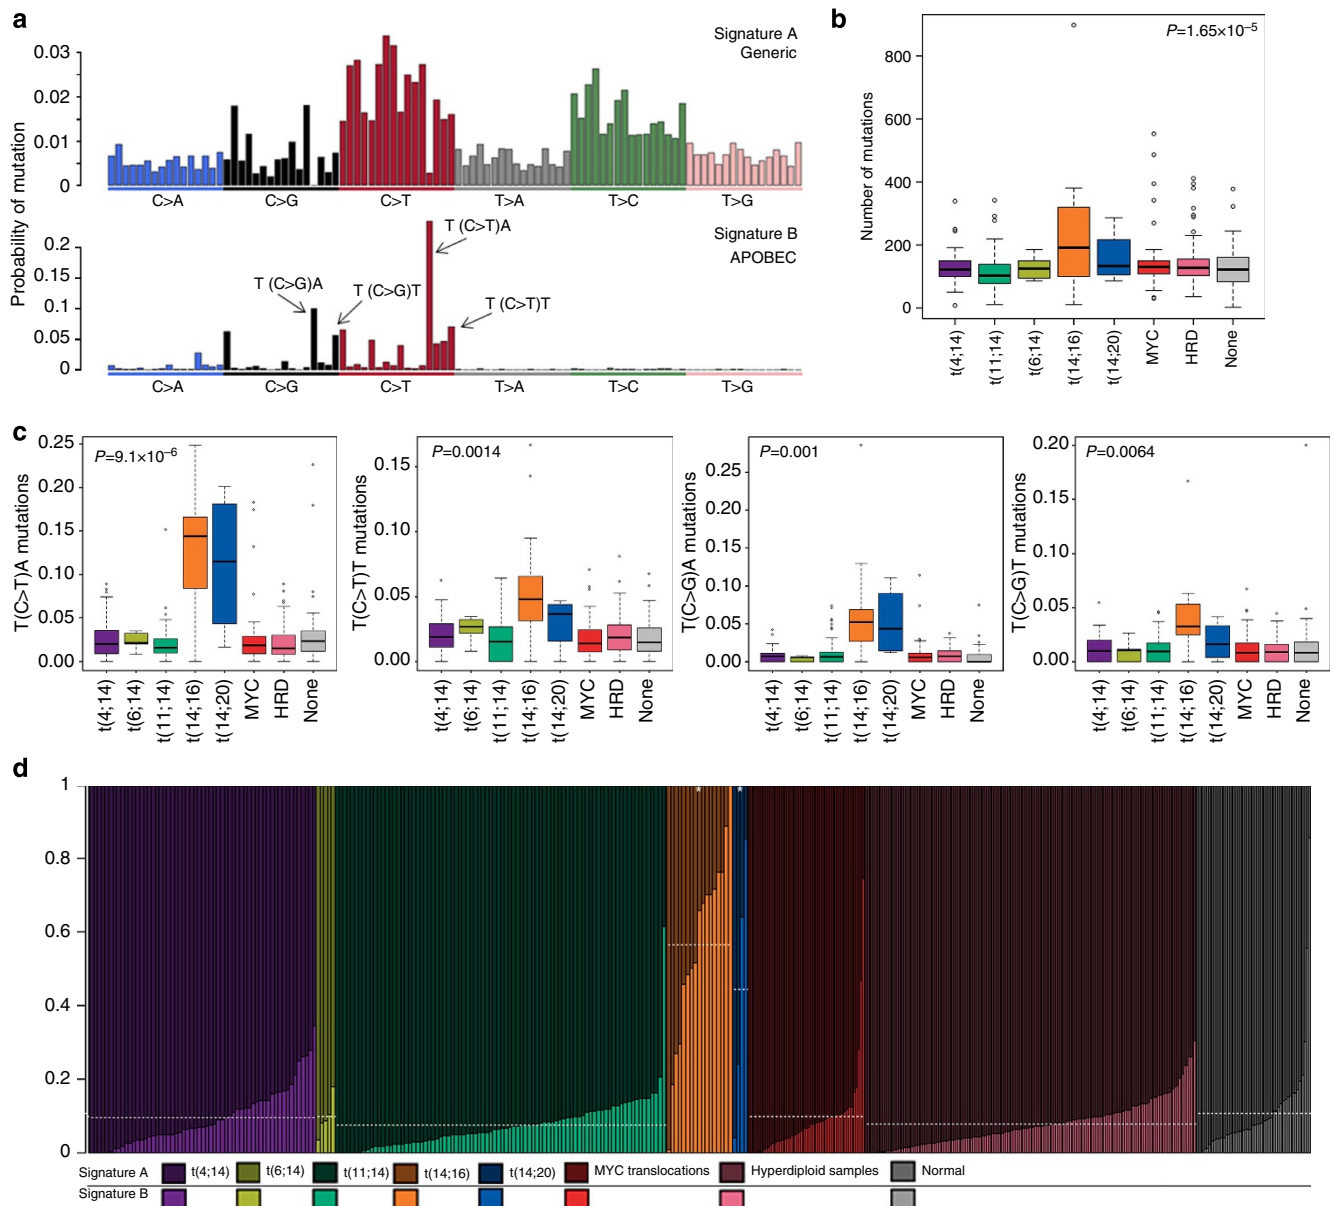 a
Signature A
Generic
0.03
0.02
0.01
0
C>A C>G C>T T>A T>C T>G
Probability of mutation
Signature B
APOBEC
T (C>T)A
T (C>G)A
T (C>G)T
T (C>T)T
0.2
0.15
0.1
0.05
0
C>A C>G C>T T>A T>C T>G
b
P=1.65×10–5
Number of mutations
800
600
400
200
0
t(4;14) t(11;14) t(6;14) t(14;16) t(14;20) MYC HRD None
c
T(C>T)A mutations
P=9.1×10–6
0.25
0.20
0.15
0.10
0.05
0.00
t(4;14) t(6;14) t(11;14) t(14;16) t(14;20) MYC HRD None
T(C>T)T mutations
P=0.0014
0.15
0.10
0.05
0.00
t(4;14) t(6;14) t(11;14) t(14;16) t(14;20) MYC HRD None
T(C>G)A mutations
P=0.001
0.25
0.20
0.15
0.10
0.05
0.00
t(4;14) t(6;14) t(11;14) t(14;16) t(14;20) MYC HRD None
T(C>G)T mutations
P=0.0064
0.20
0.15
0.10
0.05
0.00
t(4;14) t(6;14) t(11;14) t(14;16) t(14;20) MYC HRD None
d
1
0.8
0.6
0.4
0.2
0
* *
Signature A t(4;14) t(6;14) t(11;14) t(14;16) t(14;20) MYC translocations Hyperdiploid samples Normal
Signature B